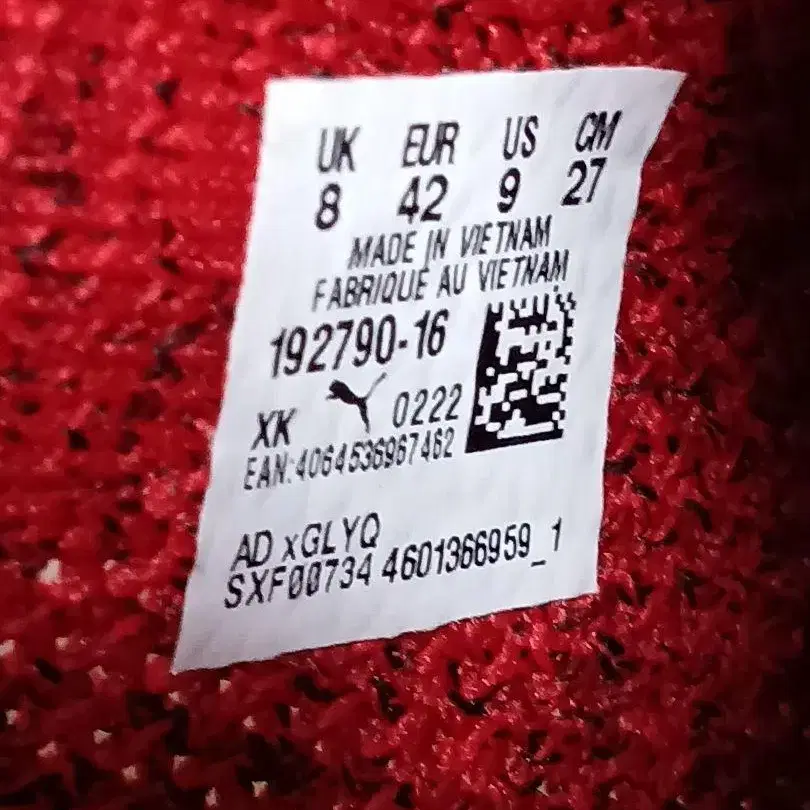 UK EUR US CM
8 42 9 27
MADE IN VIETNAM
FABRIQUE AU VIETNAM
192790-16
XK 0222
EAN:4064536967462
AD xGLYQ
SXF00734 4601366959_1